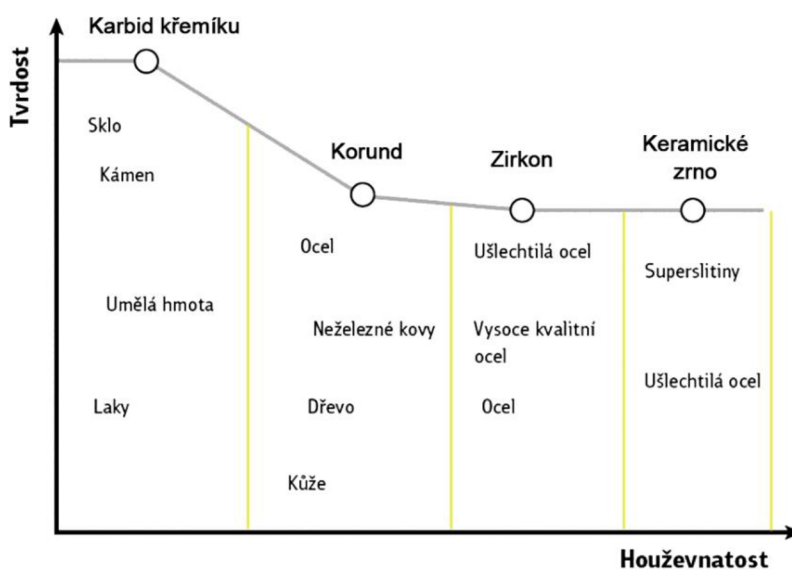 Karbid křemíku
Tvrdost
Sklo
Kámen
Umělá hmota
Laky
Korund
Ocel
Neželezné kovy
Dřevo
Kůže
Zirkon
Ušlechtilá ocel
Vysoce kvalitní
ocel
Ocel
Keramické
zrno
Superslitiny
Ušlechtilá ocel
Houževnatost